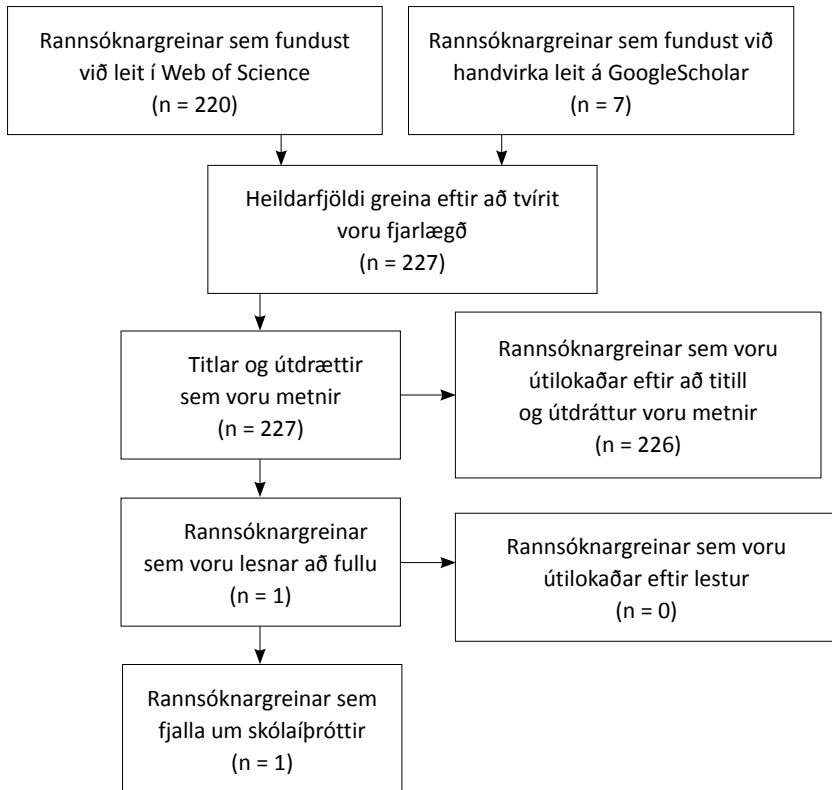 Rannsóknargreinar sem fundust
við leit í Web of Science
(n = 220)
Rannsóknargreinar sem fundust við
handvirka leit á GoogleScholar
(n = 7)
Heildarfjöldi greina eftir að tvírit
voru fjarlægð
(n = 227)
Titlar og útdrættir
sem voru metnir
(n = 227)
Rannsóknargreinar sem voru
útilokaðar eftir að titill
og útdráttur voru metnir
(n = 226)
Rannsóknargreinar
sem voru lesnar að fullu
(n = 1)
Rannsóknargreinar sem voru
útilokaðar eftir lestur
(n = 0)
Rannsóknargreinar sem
fjalla um skólaíþróttir
(n = 1)